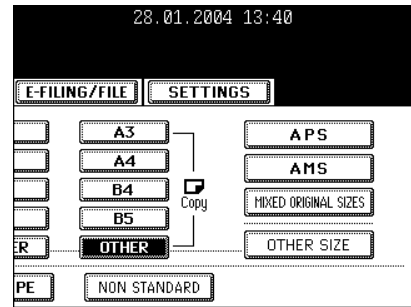 28.01.2004 13:40
E-FILING/FILE SETTINGS
A3 APS
A4 AMS
B4 Copy MIXED ORIGINAL SIZES
B5
ER OTHER OTHER SIZE
PE NON STANDARD